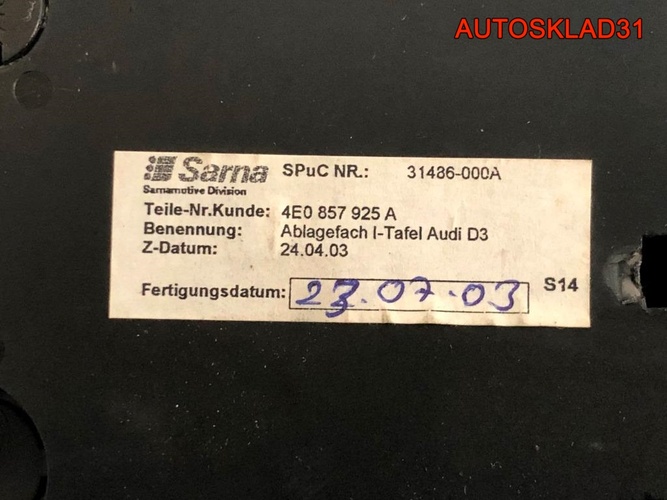 AUTOSKLAD31
Sarna SPuC NR.: 31486-000A
Sarnamotive Division
Teile-Nr.Kunde: 4E0 857 925 A
Benennung: Ablagefach I-Tafel Audi D3
Z-Datum: 24.04.03
Fertigungsdatum: 23.07.03 S14